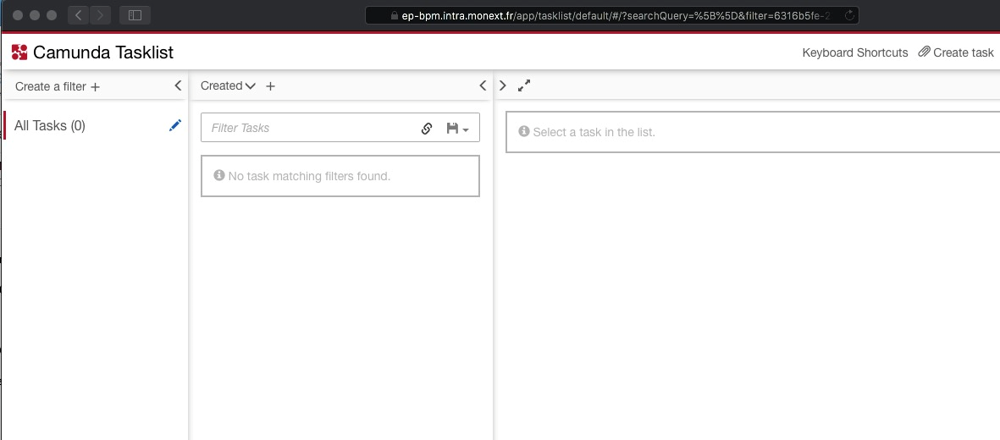 ep-bpm.intra.monext.fr/app/tasklist/default/#/?searchQuery=%5B%5D&filter=6316b5fe-2
Camunda Tasklist
Keyboard Shortcuts
Create task
Create a filter +
Created
+
All Tasks (0)
Filter Tasks
Select a task in the list.
No task matching filters found.